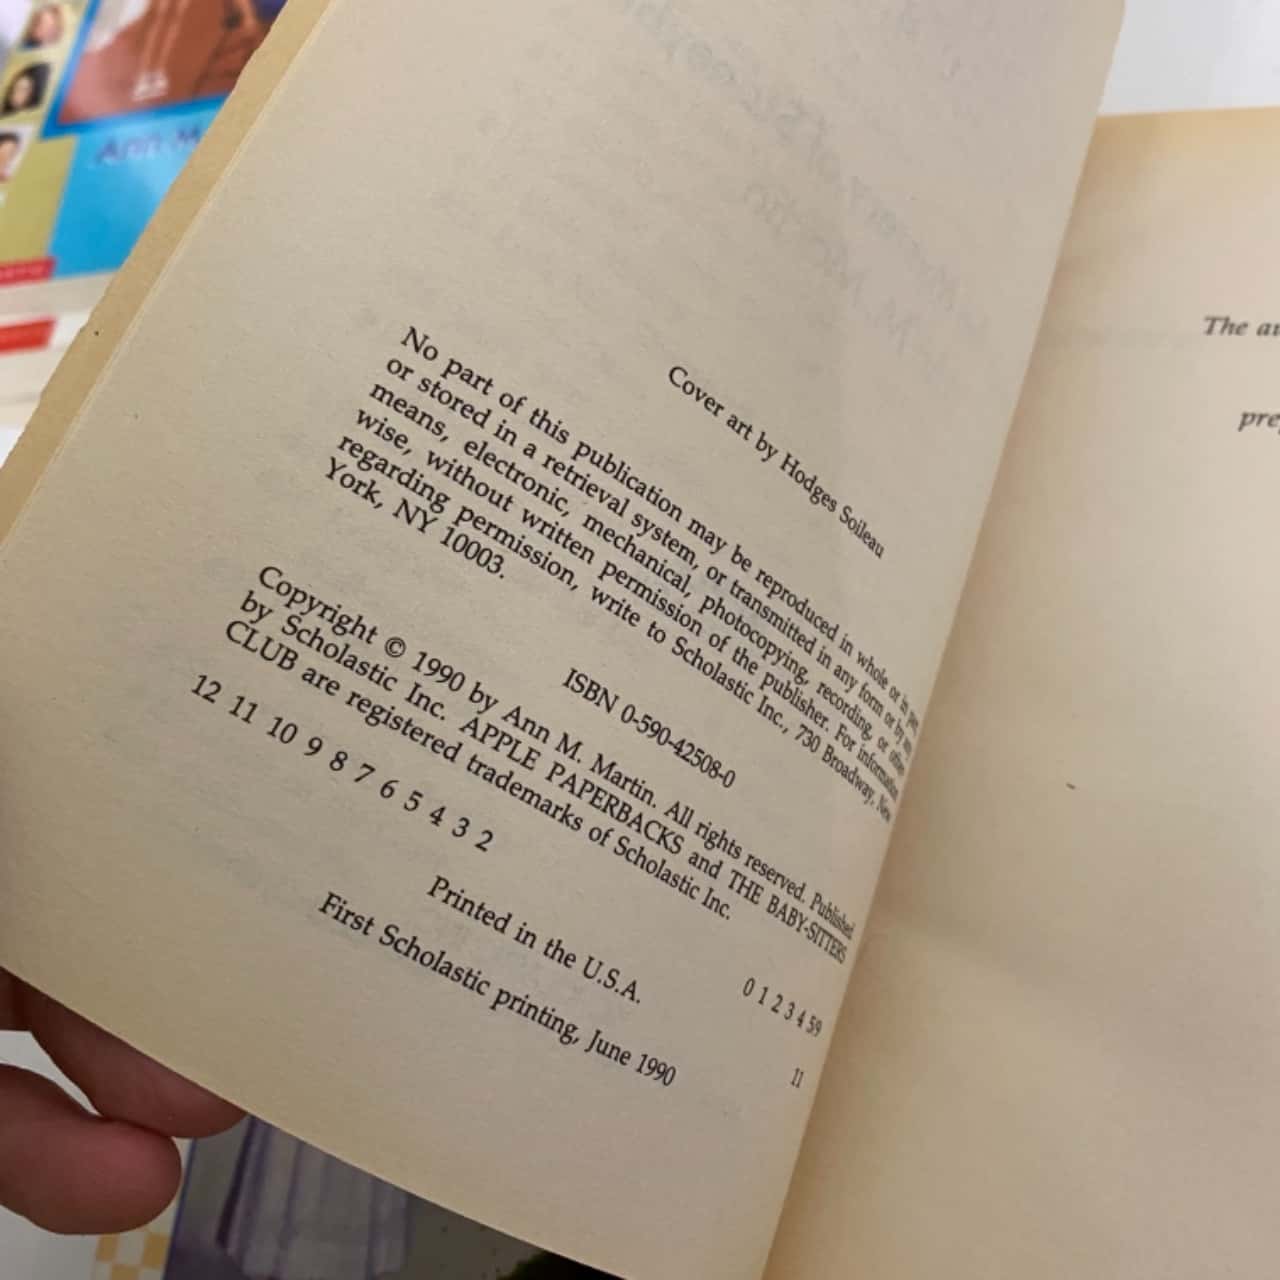 Cover art by Hodges Soileau
No part of this publication may be reproduced in whole or in part
or stored in a retrieval system, or transmitted in any form or by any
means, electronic, mechanical, photocopying, recording, or other-
wise, without written permission of the publisher. For information
regarding permission, write to Scholastic Inc., 730 Broadway, New
York, NY 10003.
ISBN 0-590-42508-0
Copyright © 1990 by Ann M. Martin. All rights reserved. Published
by Scholastic Inc. APPLE PAPERBACKS and THE BABY-SITTERS
CLUB are registered trademarks of Scholastic Inc.
12 11 10 9 8 7 6 5 4 3 2
0 1 2 3 4 5 9
Printed in the U.S.A.
11
First Scholastic printing, June 1990
The au
pre
Ann M